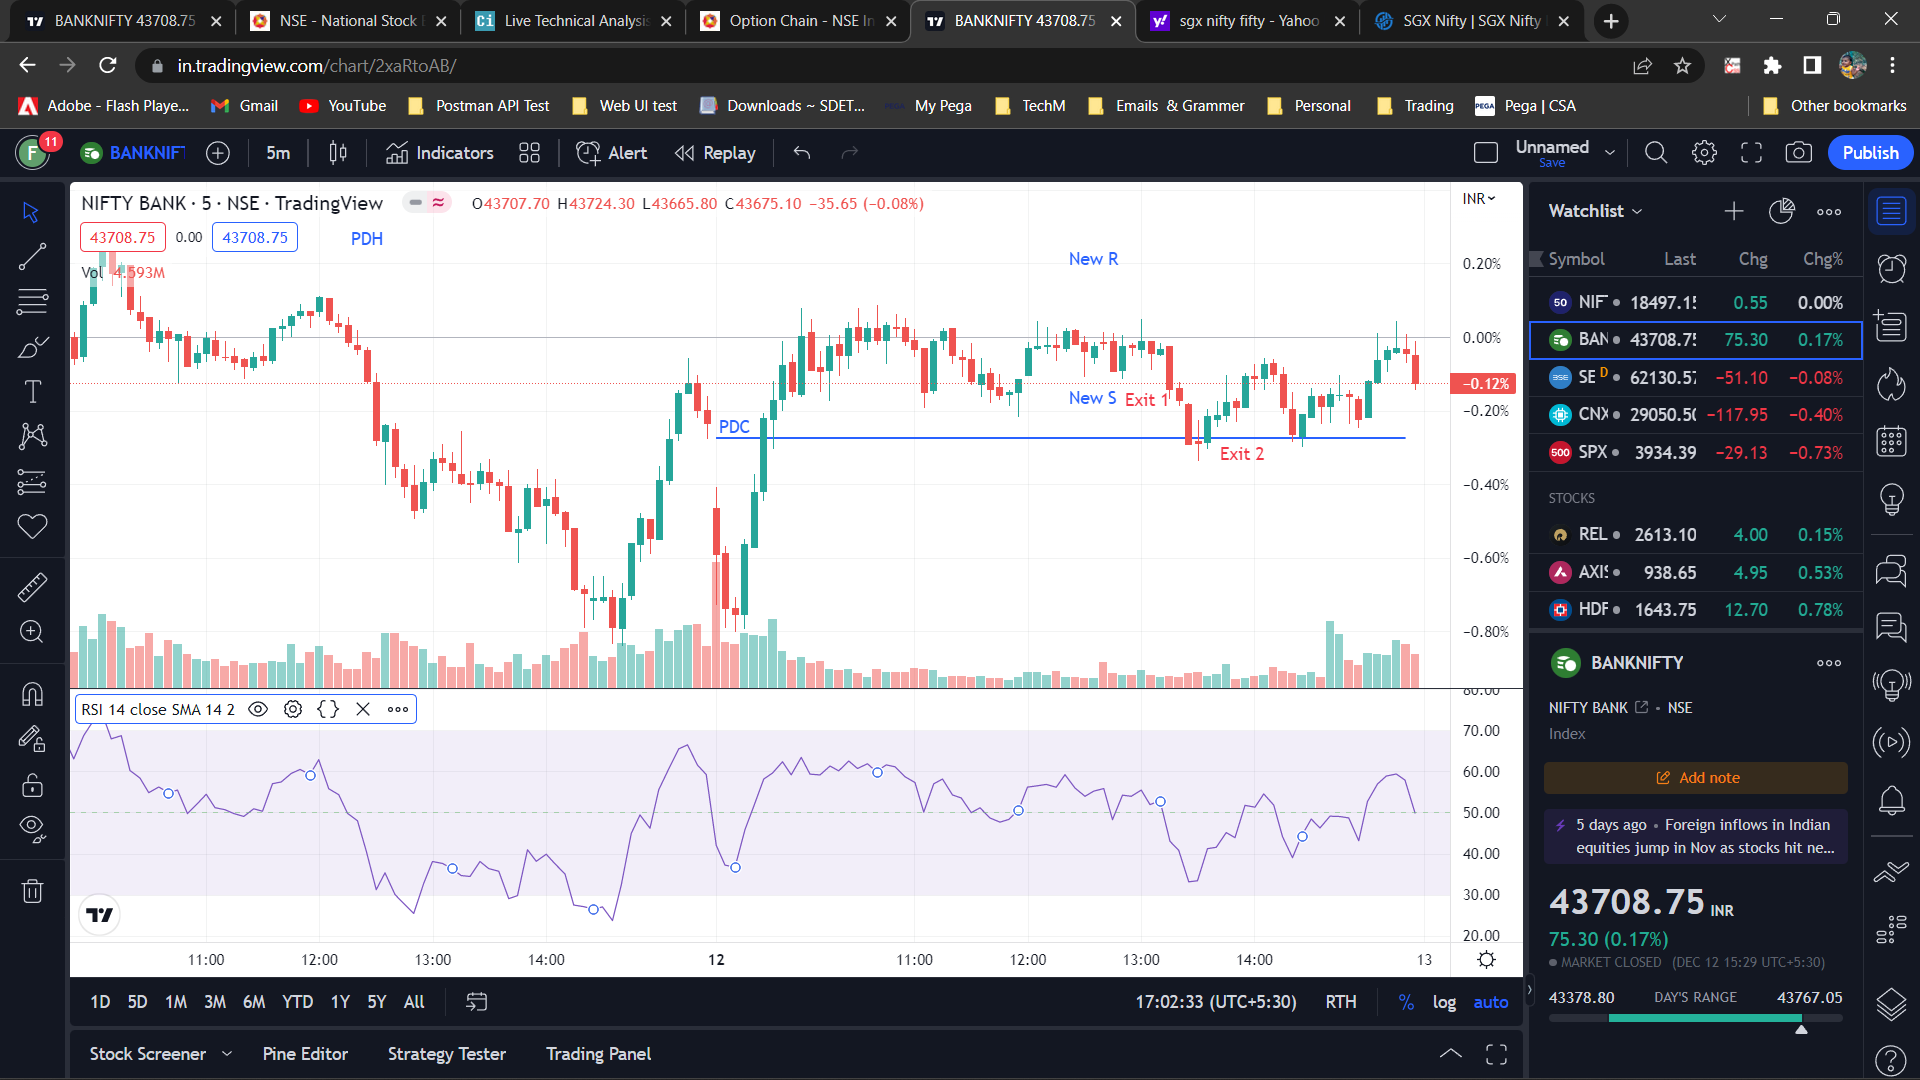 BANKNIFTY 43708.75
NSE - National Stock E
Live Technical Analysis
Option Chain - NSE In
BANKNIFTY 43708.75
sgx nifty fifty - Yahoo
SGX Nifty | SGX Nifty
in.tradingview.com/chart/2xaRtoAB/
Adobe - Flash Playe...
Gmail
YouTube
Postman API Test
Web UI test
Downloads ~ SDET...
My Pega
TechM
Emails & Grammer
Personal
Trading
Pega | CSA
Other bookmarks
F
11
BANKNIFT
5m
Indicators
Alert
Replay
Unnamed
Save
Publish
NIFTY BANK · 5 · NSE · TradingView
O43707.70 H43724.30 L43665.80 C43675.10 −35.65 (−0.08%)
INR
43708.75
0.00
43708.75
PDH
Vol 4.593M
New R
New S
Exit 1
PDC
Exit 2
0.20%
0.00%
−0.12%
−0.20%
−0.40%
−0.60%
−0.80%
RSI 14 close SMA 14 2
80.00
70.00
60.00
50.00
40.00
30.00
20.00
11:00
12:00
13:00
14:00
12
11:00
12:00
13:00
14:00
13
1D
5D
1M
3M
6M
YTD
1Y
5Y
All
17:02:33 (UTC+5:30)
RTH
%
log
auto
Stock Screener
Pine Editor
Strategy Tester
Trading Panel
Watchlist
Symbol
Last
Chg
Chg%
50 NIF 18497.15 0.55 0.00%
BAN 43708.75 75.30 0.17%
BSE SE D 62130.57 −51.10 −0.08%
CNX 29050.50 −117.95 −0.40%
500 SPX 3934.39 −29.13 −0.73%
STOCKS
REL 2613.10 4.00 0.15%
AXIS 938.65 4.95 0.53%
HDF 1643.75 12.70 0.78%
BANKNIFTY
NIFTY BANK
NSE
Index
Add note
5 days ago • Foreign inflows in Indian
equities jump in Nov as stocks hit ne...
43708.75 INR
75.30 (0.17%)
MARKET CLOSED (DEC 12 15:29 UTC+5:30)
43378.80
DAY'S RANGE
43767.05